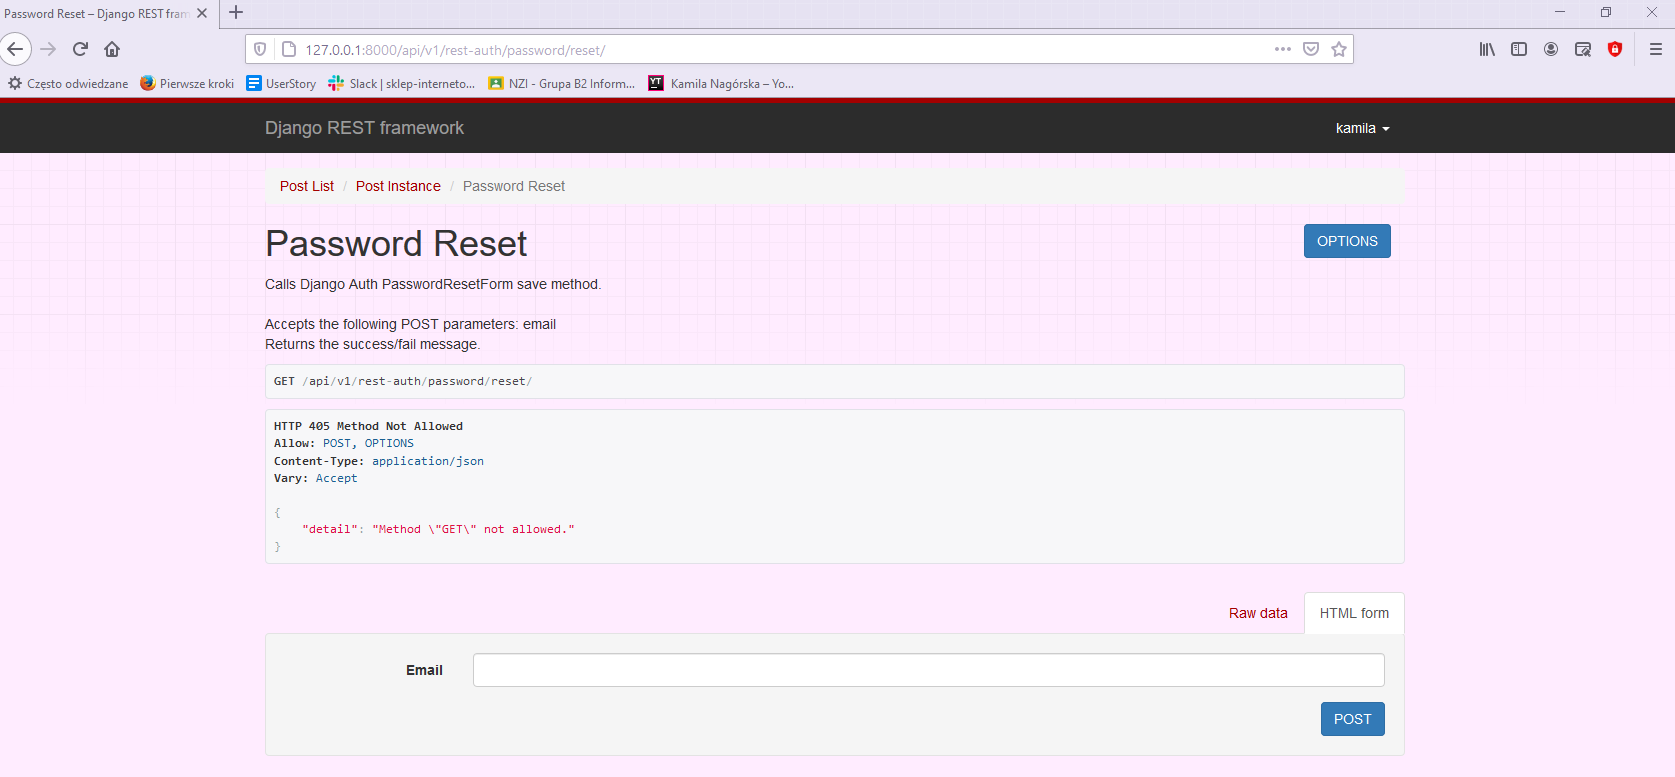 Password Reset – Django REST fram
127.0.0.1:8000/api/v1/rest-auth/password/reset/
Często odwiedzane Pierwsze kroki UserStory Slack | sklep-interneto... NZI - Grupa B2 Inform... YT Kamila Nagórska – Yo...
Django REST framework kamila
Post List / Post Instance / Password Reset
Password Reset OPTIONS
Calls Django Auth PasswordResetForm save method.
Accepts the following POST parameters: email
Returns the success/fail message.
GET /api/v1/rest-auth/password/reset/
HTTP 405 Method Not Allowed
Allow: POST, OPTIONS
Content-Type: application/json
Vary: Accept
{
"detail": "Method \"GET\" not allowed."
}
Raw data HTML form
Email
POST